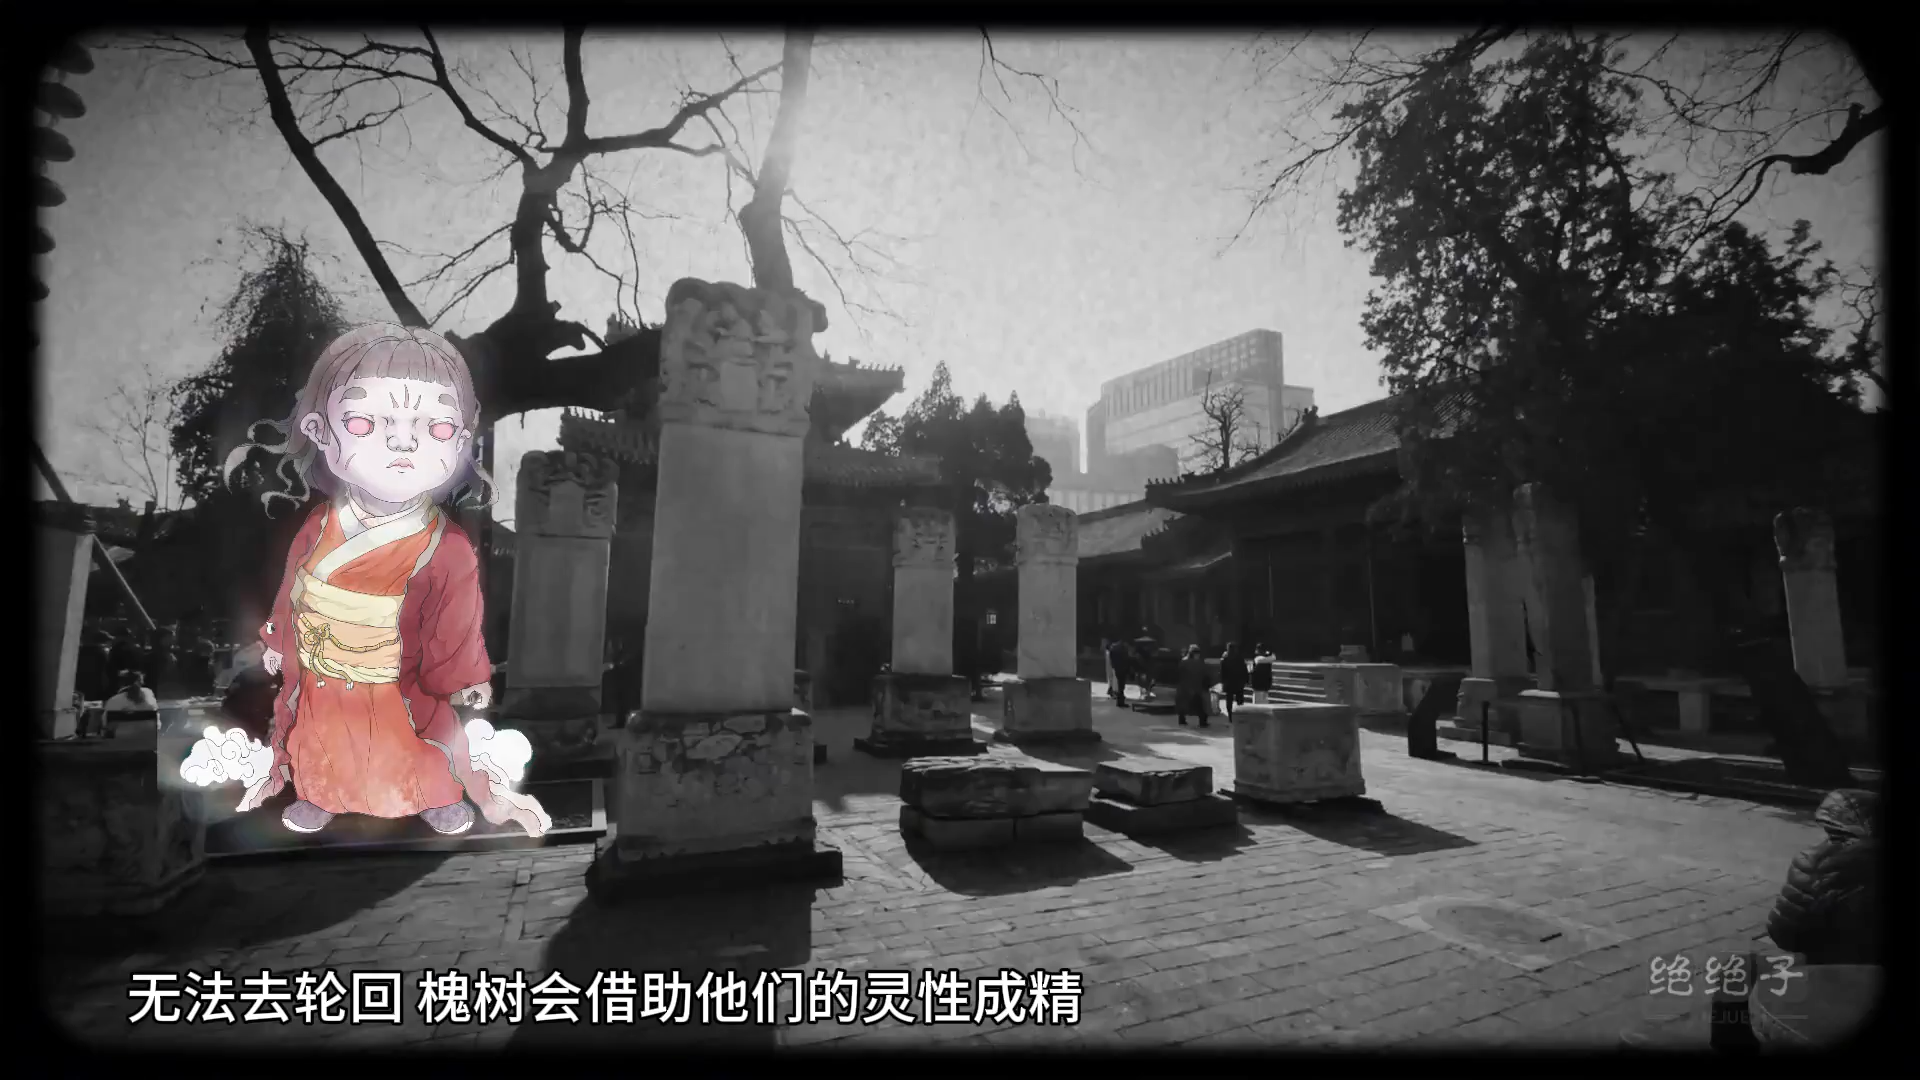 无法去轮回 槐树会借助他们的灵性成精
绝绝子